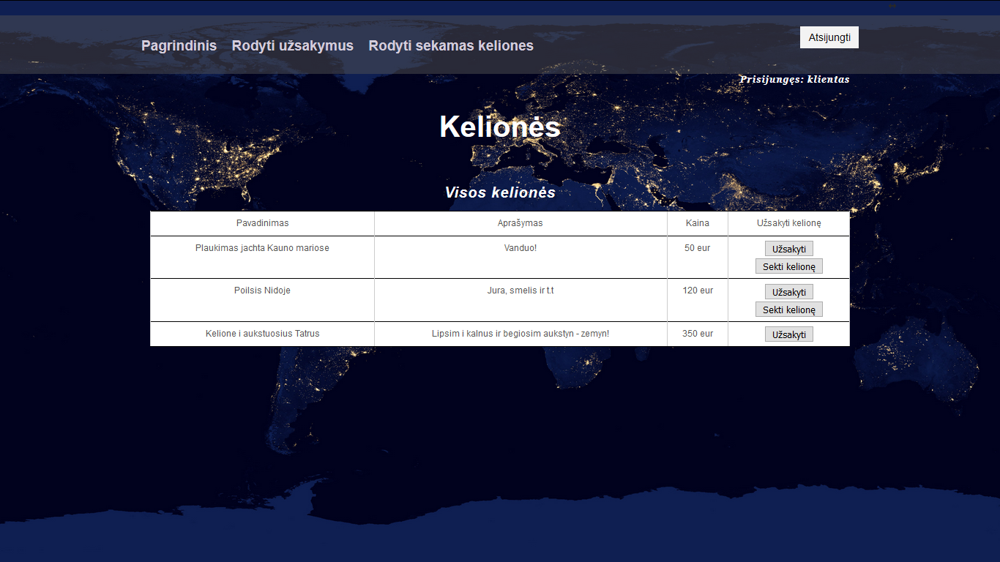 Pagrindinis Rodyti užsakymus Rodyti sekamas keliones Atsijungti
Prisijungęs: klientas
Kelionės
Visos kelionės
Pavadinimas Aprašymas Kaina Užsakyti kelionę
Plaukimas jachta Kauno mariose Vanduo! 50 eur Užsakyti
Sekti kelionę
Poilsis Nidoje Jura, smelis ir t.t 120 eur Užsakyti
Sekti kelionę
Kelione i aukstuosius Tatrus Lipsim i kalnus ir begiosim aukstyn - zemyn! 350 eur Užsakyti